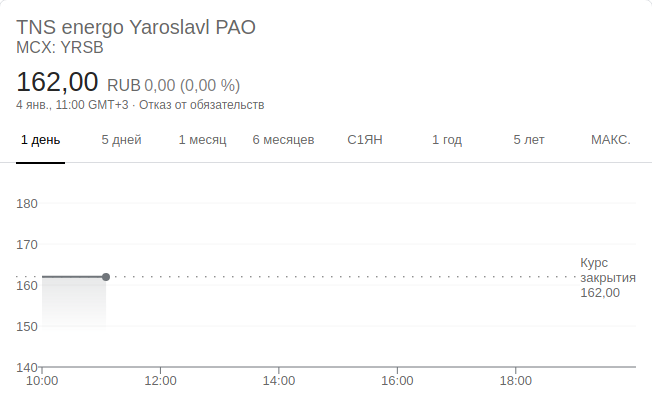 TNS energo Yaroslavl PAO
MCX: YRSB
162,00 RUB 0,00 (0,00 %)
4 янв., 11:00 GMT+3 · Отказ от обязательств
1 день 5 дней 1 месяц 6 месяцев С1ЯН 1 год 5 лет МАКС.
180
170
Курс
закрытия
162,00
160
150
140
10:00 12:00 14:00 16:00 18:00